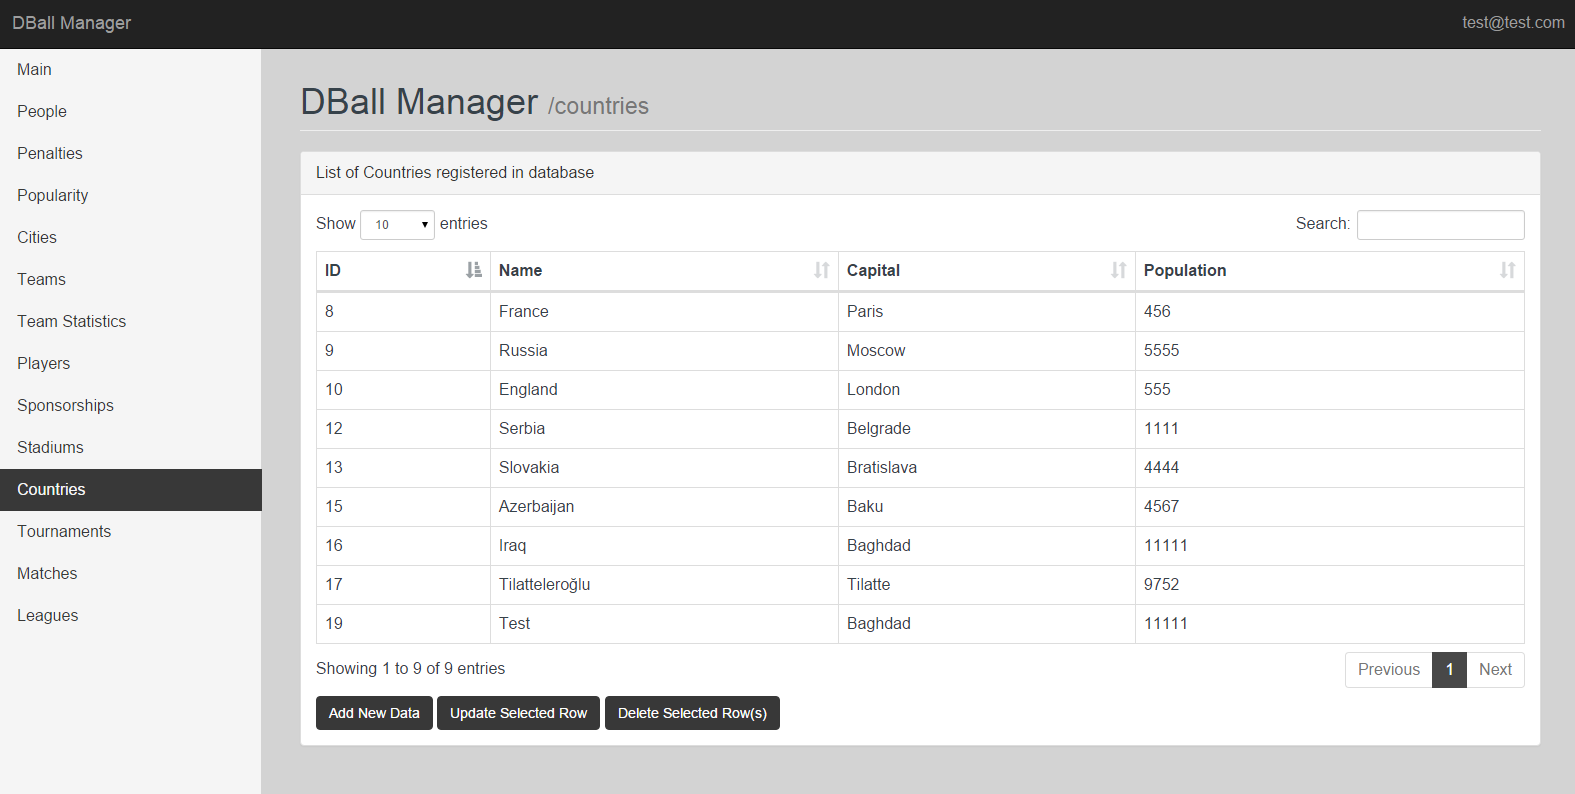 DBall Manager test@test.com
Main
People
Penalties
Popularity
Cities
Teams
Team Statistics
Players
Sponsorships
Stadiums
Countries
Tournaments
Matches
Leagues
DBall Manager /countries
List of Countries registered in database
Show 10 entries Search:
ID Name Capital Population
8 France Paris 456
9 Russia Moscow 5555
10 England London 555
12 Serbia Belgrade 1111
13 Slovakia Bratislava 4444
15 Azerbaijan Baku 4567
16 Iraq Baghdad 11111
17 Tilatteleroğlu Tilatte 9752
19 Test Baghdad 11111
Showing 1 to 9 of 9 entries Previous 1 Next
Add New Data Update Selected Row Delete Selected Row(s)